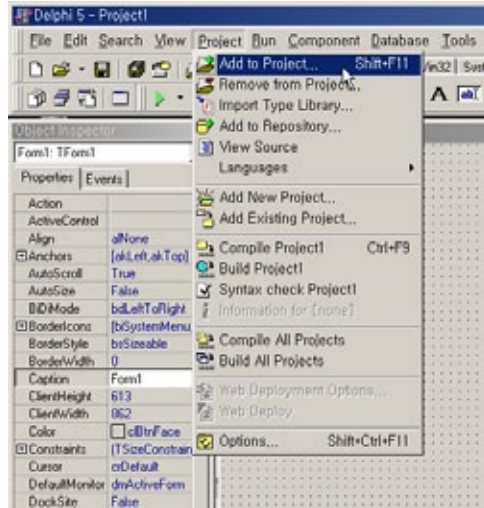 Delphi 5 - Project1
File Edit Search View Project Run Component Database Tools
Add to Project... Shift+F11
Remove from Project...
Import Type Library...
Add to Repository...
View Source
Languages
Add New Project...
Add Existing Project...
Compile Project1 Ctrl+F9
Build Project1
Syntax check Project1
Information for [none]
Compile All Projects
Build All Projects
Web Deployment Options...
Web Deploy
Options... Shift+Ctrl+F11
Win32
A
ab
Object Inspector
Form1: TForm1
Properties Events
Action
ActiveControl
Align alNone
Anchors [akLeft,akTop]
AutoScroll True
AutoSize False
BiDiMode bdLeftToRight
BorderIcons [biSystemMenu
BorderStyle bsSizeable
BorderWidth 0
Caption Form1
ClientHeight 613
ClientWidth 862
Color clBtnFace
Constraints (TSizeConstrain
Cursor crDefault
DefaultMonitor dmActiveForm
DockSite False